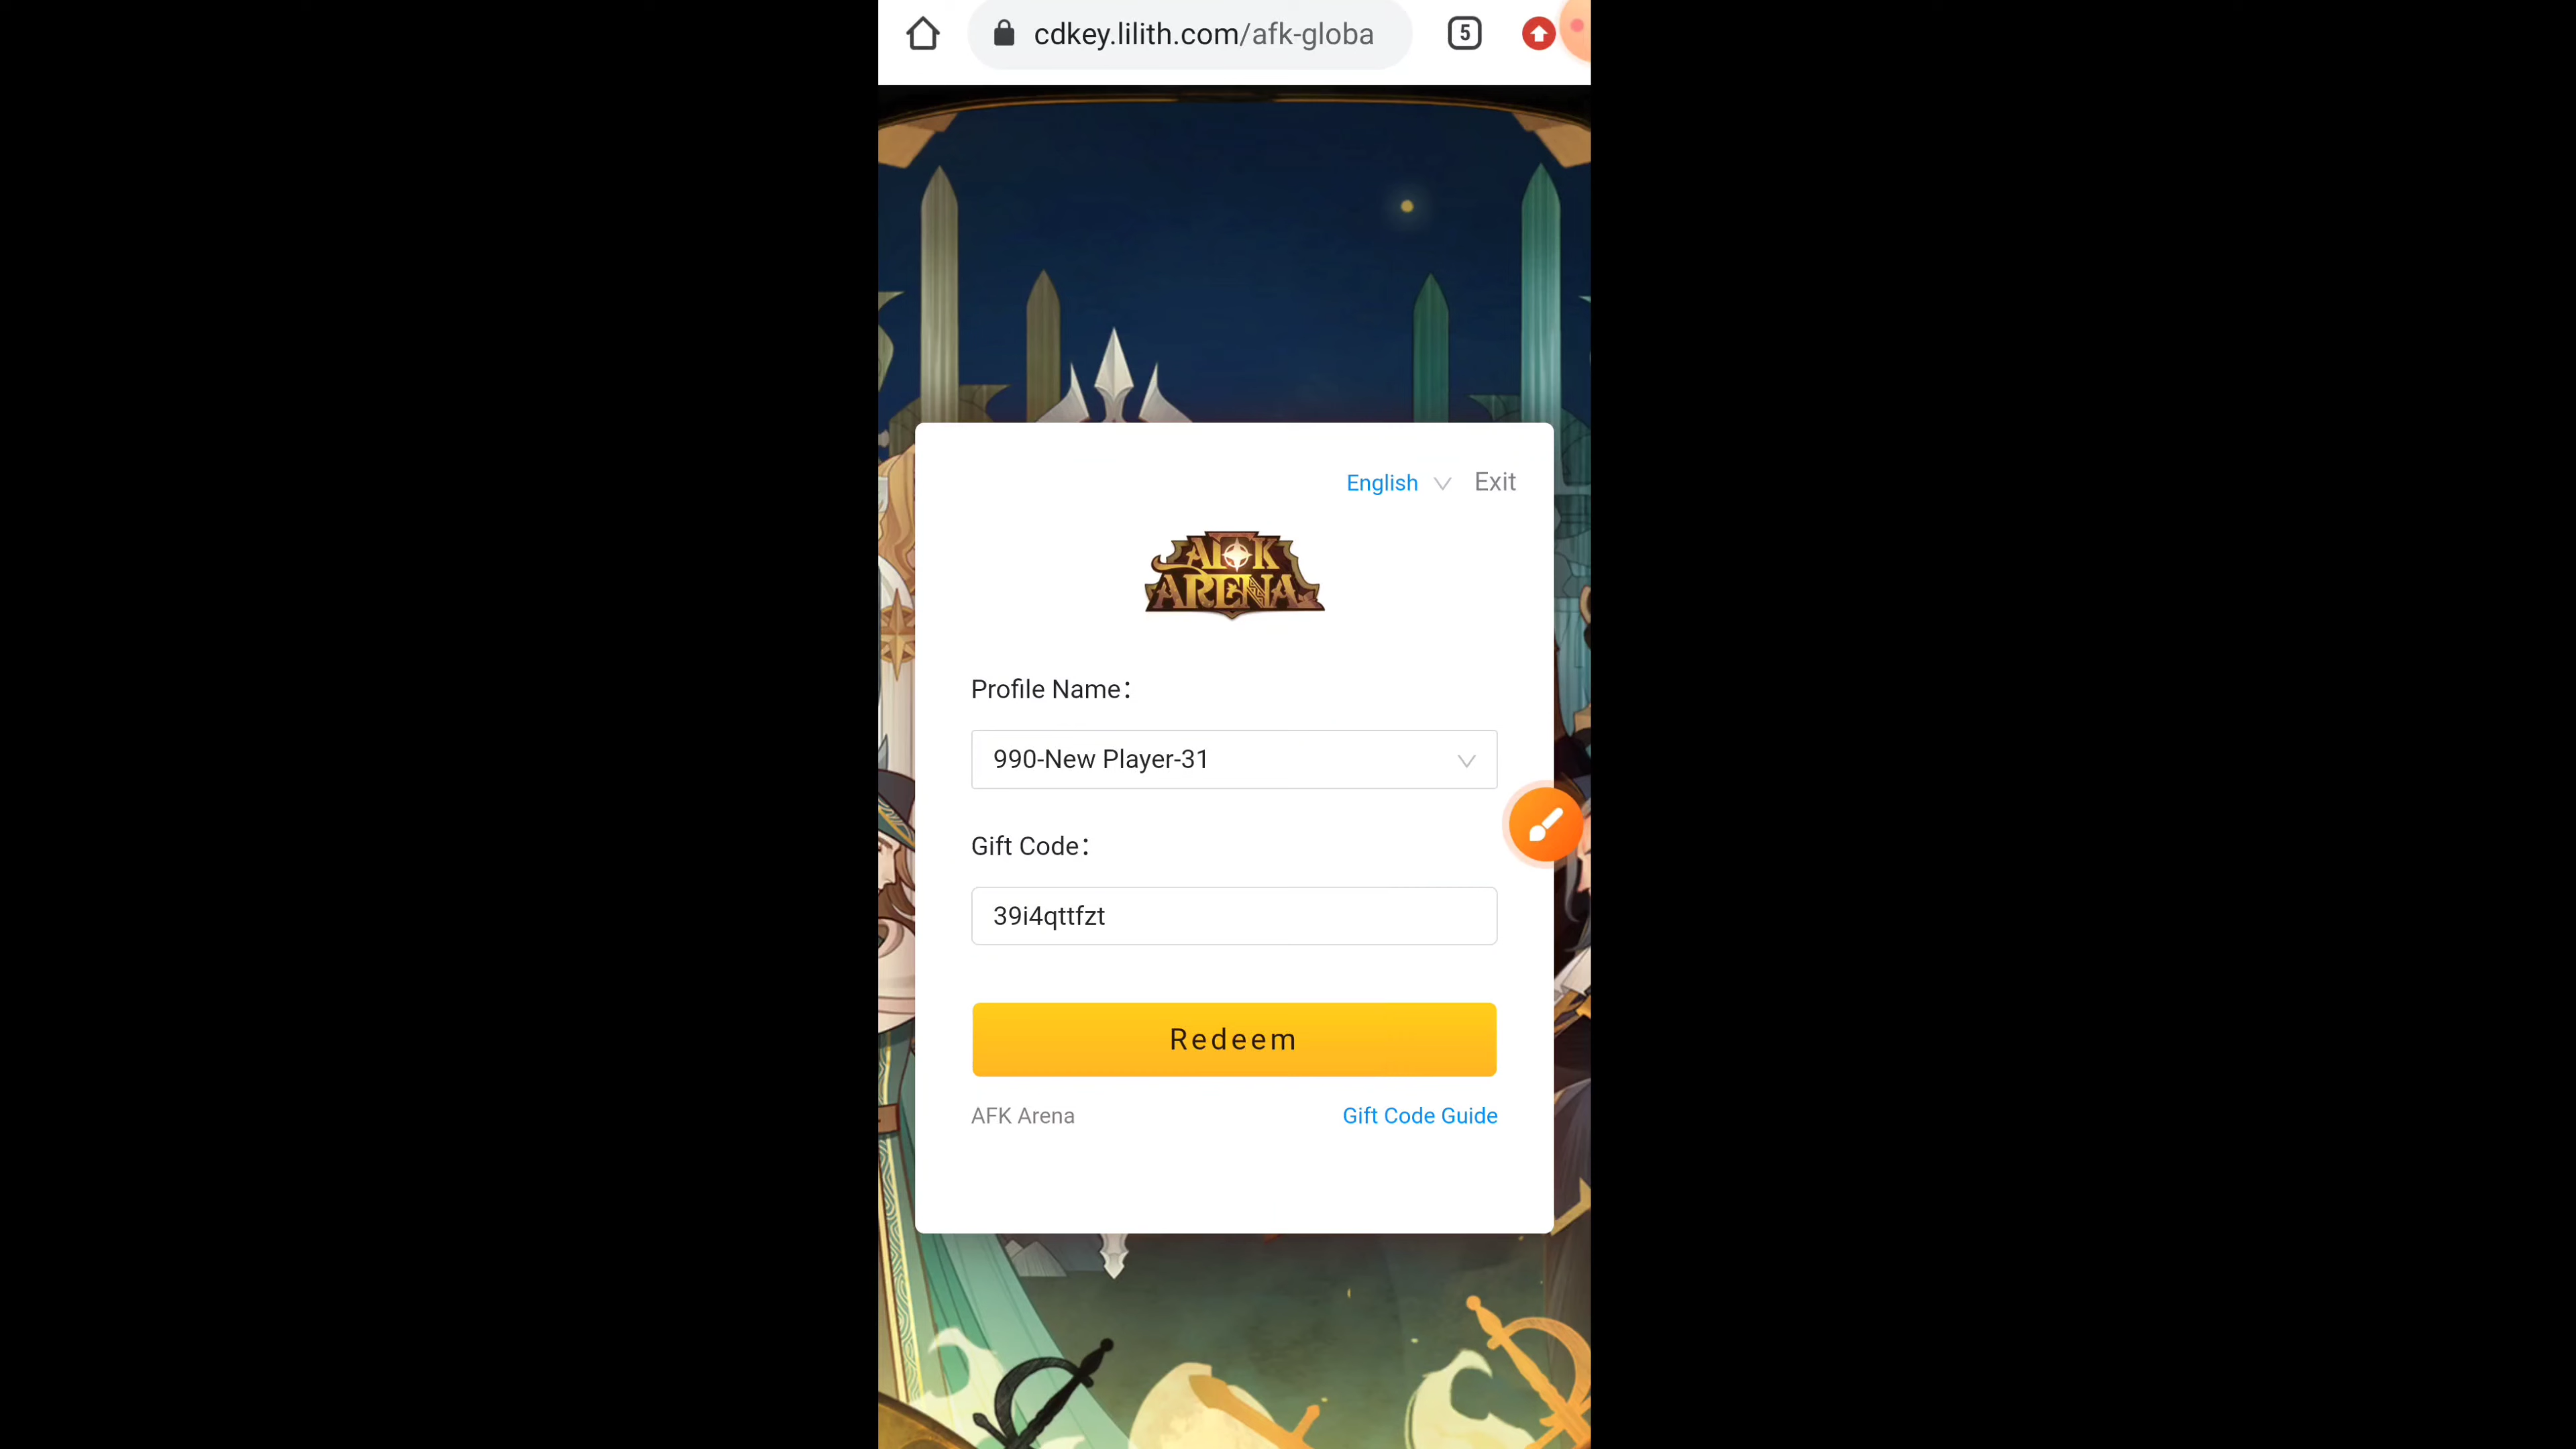 cdkey.lilith.com/afk-globa
5
English
Exit
AFK
ARENA
Profile Name：
990-New Player-31
Gift Code：
39i4qttfzt
Redeem
AFK Arena
Gift Code Guide